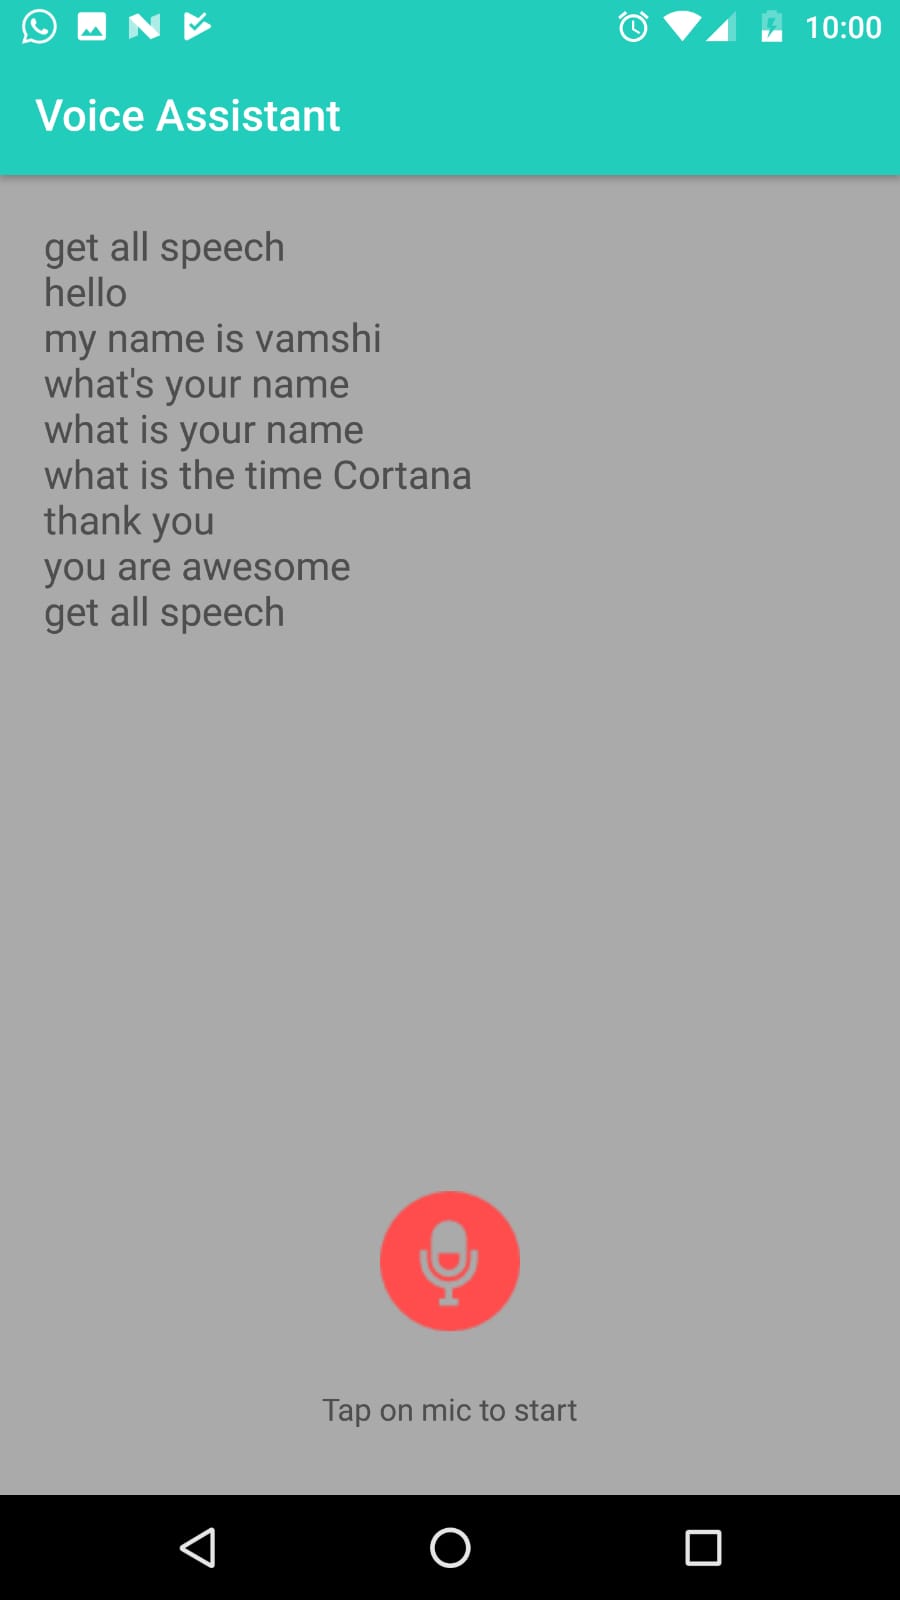 10:00
Voice Assistant
get all speech
hello
my name is vamshi
what's your name
what is your name
what is the time Cortana
thank you
you are awesome
get all speech
Tap on mic to start